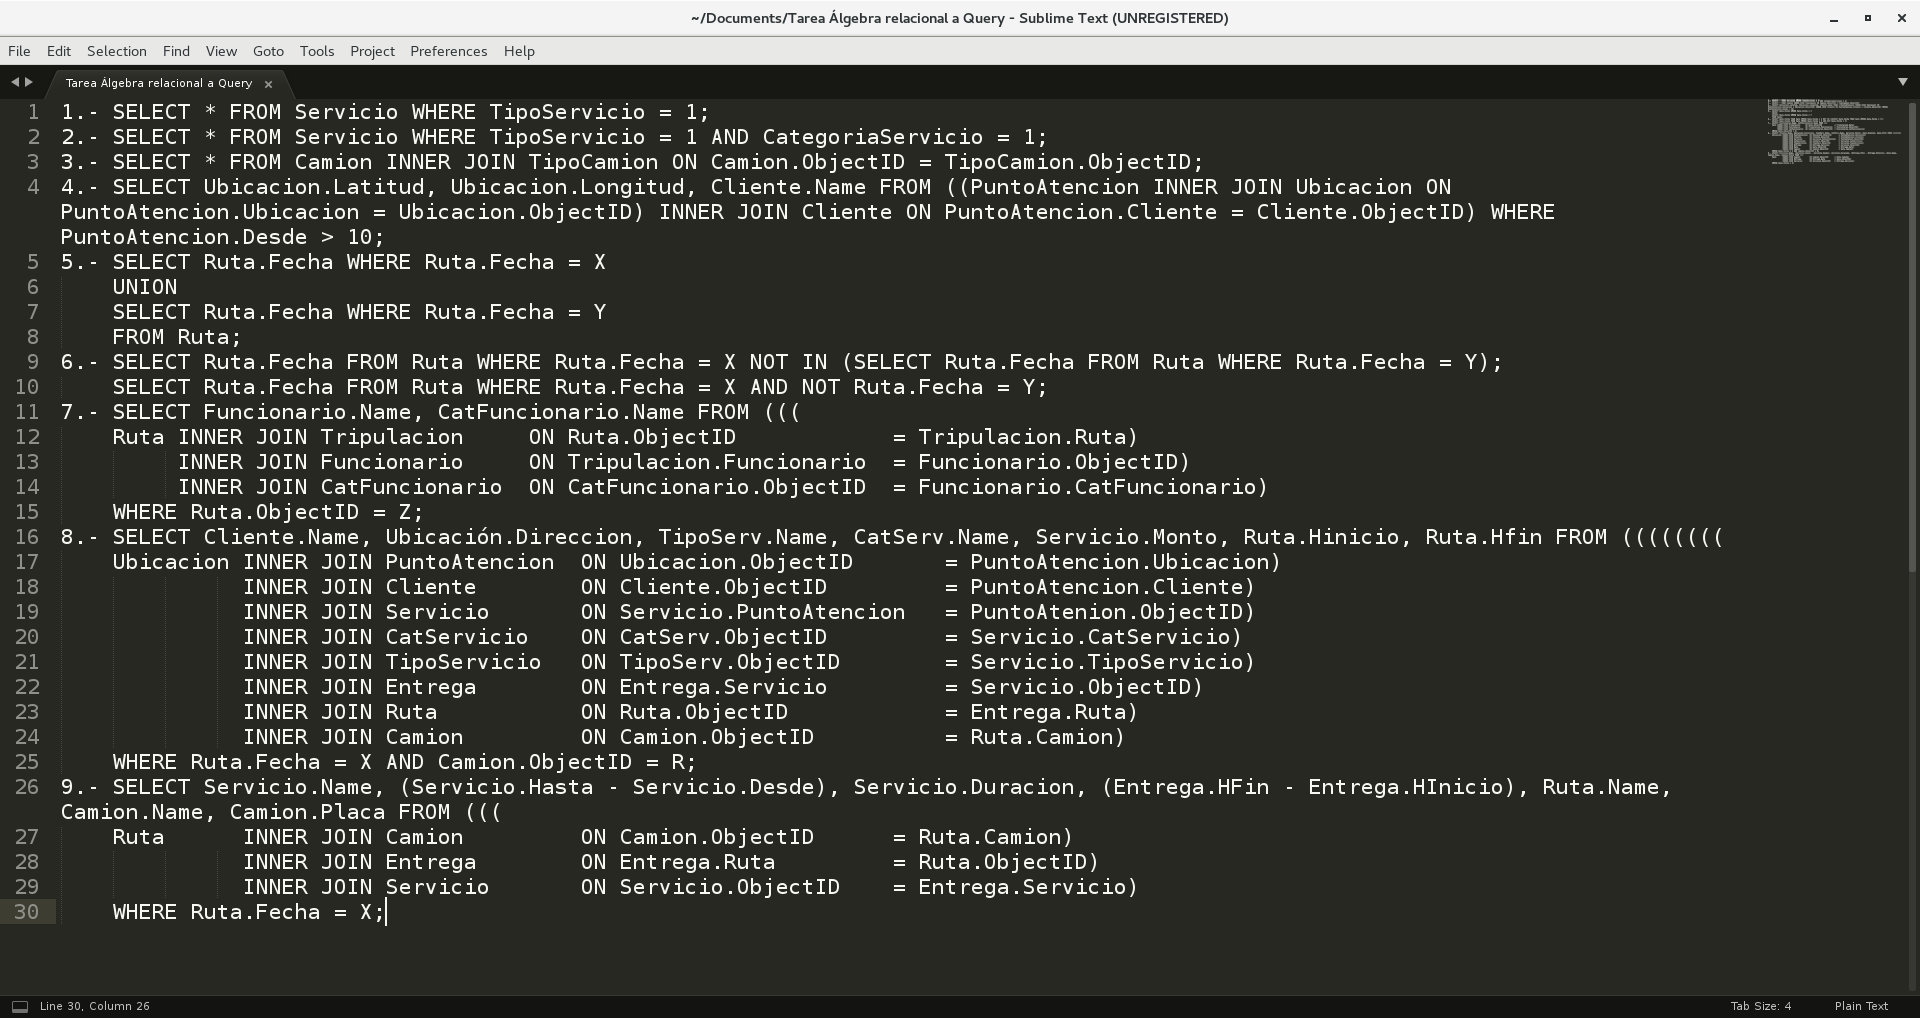 ~/Documents/Tarea Álgebra relacional a Query - Sublime Text (UNREGISTERED)
File Edit Selection Find View Goto Tools Project Preferences Help
Tarea Álgebra relacional a Query ×
1 1.- SELECT * FROM Servicio WHERE TipoServicio = 1;
2 2.- SELECT * FROM Servicio WHERE TipoServicio = 1 AND CategoriaServicio = 1;
3 3.- SELECT * FROM Camion INNER JOIN TipoCamion ON Camion.ObjectID = TipoCamion.ObjectID;
4 4.- SELECT Ubicacion.Latitud, Ubicacion.Longitud, Cliente.Name FROM ((PuntoAtencion INNER JOIN Ubicacion ON
PuntoAtencion.Ubicacion = Ubicacion.ObjectID) INNER JOIN Cliente ON PuntoAtencion.Cliente = Cliente.ObjectID) WHERE
PuntoAtencion.Desde > 10;
5 5.- SELECT Ruta.Fecha WHERE Ruta.Fecha = X
6 UNION
7 SELECT Ruta.Fecha WHERE Ruta.Fecha = Y
8 FROM Ruta;
9 6.- SELECT Ruta.Fecha FROM Ruta WHERE Ruta.Fecha = X NOT IN (SELECT Ruta.Fecha FROM Ruta WHERE Ruta.Fecha = Y);
10 SELECT Ruta.Fecha FROM Ruta WHERE Ruta.Fecha = X AND NOT Ruta.Fecha = Y;
11 7.- SELECT Funcionario.Name, CatFuncionario.Name FROM (((
12 Ruta INNER JOIN Tripulacion ON Ruta.ObjectID = Tripulacion.Ruta)
13 INNER JOIN Funcionario ON Tripulacion.Funcionario = Funcionario.ObjectID)
14 INNER JOIN CatFuncionario ON CatFuncionario.ObjectID = Funcionario.CatFuncionario)
15 WHERE Ruta.ObjectID = Z;
16 8.- SELECT Cliente.Name, Ubicación.Direccion, TipoServ.Name, CatServ.Name, Servicio.Monto, Ruta.Hinicio, Ruta.Hfin FROM ((((((((
17 Ubicacion INNER JOIN PuntoAtencion ON Ubicacion.ObjectID = PuntoAtencion.Ubicacion)
18 INNER JOIN Cliente ON Cliente.ObjectID = PuntoAtencion.Cliente)
19 INNER JOIN Servicio ON Servicio.PuntoAtencion = PuntoAtenion.ObjectID)
20 INNER JOIN CatServicio ON CatServ.ObjectID = Servicio.CatServicio)
21 INNER JOIN TipoServicio ON TipoServ.ObjectID = Servicio.TipoServicio)
22 INNER JOIN Entrega ON Entrega.Servicio = Servicio.ObjectID)
23 INNER JOIN Ruta ON Ruta.ObjectID = Entrega.Ruta)
24 INNER JOIN Camion ON Camion.ObjectID = Ruta.Camion)
25 WHERE Ruta.Fecha = X AND Camion.ObjectID = R;
26 9.- SELECT Servicio.Name, (Servicio.Hasta - Servicio.Desde), Servicio.Duracion, (Entrega.HFin - Entrega.HInicio), Ruta.Name,
Camion.Name, Camion.Placa FROM (((
27 Ruta INNER JOIN Camion ON Camion.ObjectID = Ruta.Camion)
28 INNER JOIN Entrega ON Entrega.Ruta = Ruta.ObjectID)
29 INNER JOIN Servicio ON Servicio.ObjectID = Entrega.Servicio)
30 WHERE Ruta.Fecha = X;
Line 30, Column 26 Tab Size: 4 Plain Text